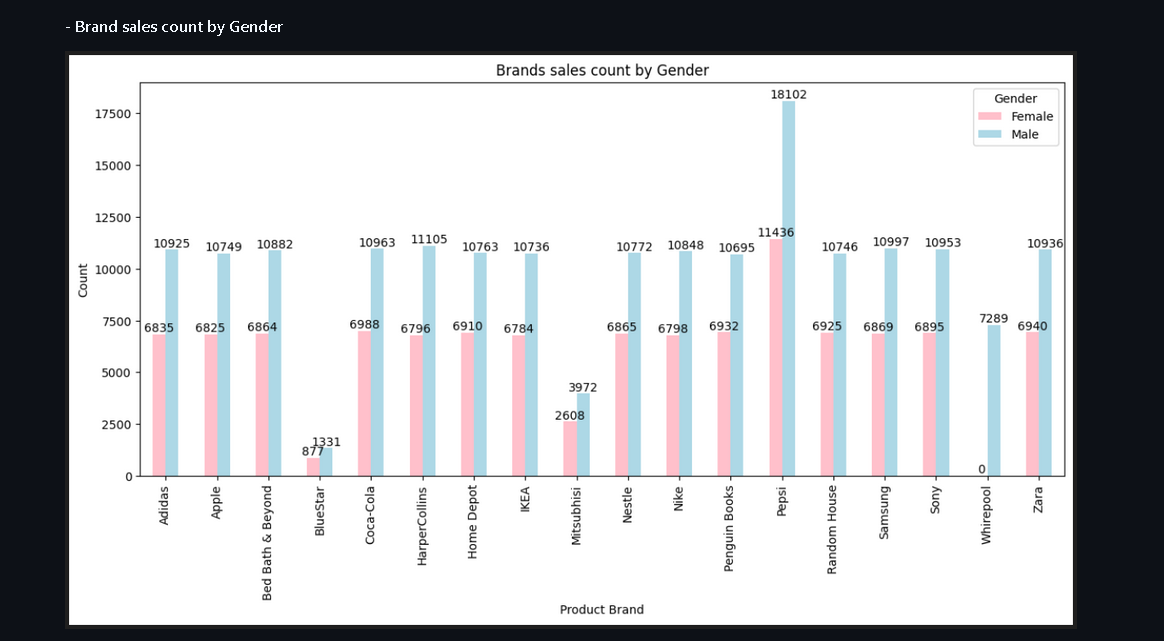 - Brand sales count by Gender
Brands sales count by Gender
Gender
Female
Male
Count
17500
15000
12500
10000
7500
5000
2500
0
6835 10925
6825 10749
6864 10882
877 1331
6988 10963
6796 11105
6910 10763
6784 10736
2608 3972
6865 10772
6798 10848
6932 10695
11436 18102
6925 10746
6869 10997
6895 10953
0 7289
6940 10936
Adidas
Apple
Bed Bath & Beyond
BlueStar
Coca-Cola
HarperCollins
Home Depot
IKEA
Mitsubhisi
Nestle
Nike
Penguin Books
Pepsi
Random House
Samsung
Sony
Whirepool
Zara
Product Brand